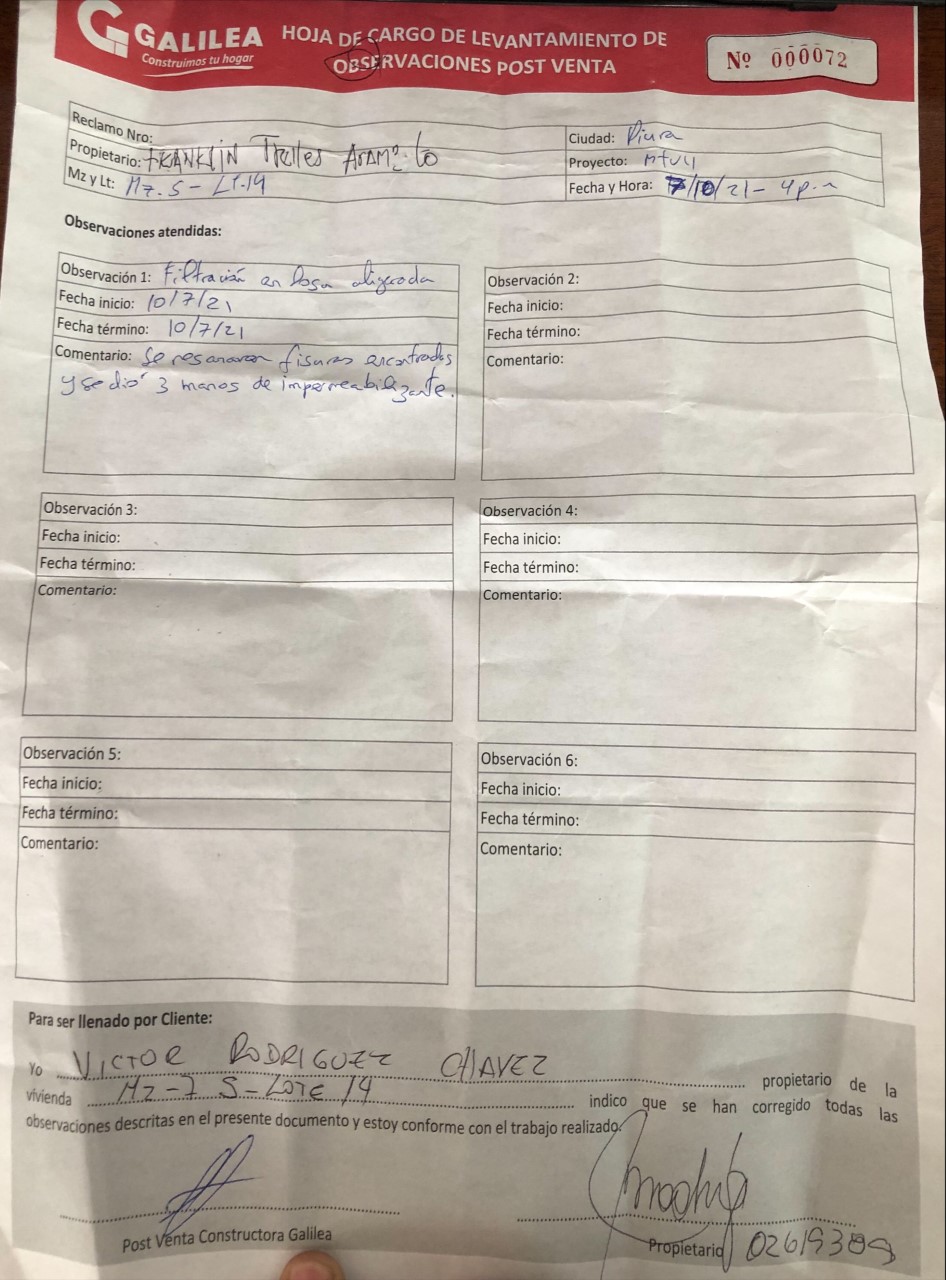 GALILEA
Construimos tu hogar
HOJA DE CARGO DE LEVANTAMIENTO DE
OBSERVACIONES POST VENTA
Nº 000072
Reclamo Nro:
Propietario: FRANKLIN Trelles
Mz y Lt: Mz. S - Lt. 14
Ciudad: Piura
Proyecto:
Fecha y Hora: 7/10/21 - 4 p.m
Observaciones atendidas:
Observación 1: Filtración en losa aligerada
Fecha inicio: 10/7/21
Fecha término: 10/7/21
Comentario: Se resanaron fisuras encontradas
y se dió 3 manos de impermeabilizante.
Observación 2:
Fecha inicio:
Fecha término:
Comentario:
Observación 3:
Fecha inicio:
Fecha término:
Comentario:
Observación 4:
Fecha inicio:
Fecha término:
Comentario:
Observación 5:
Fecha inicio:
Fecha término:
Comentario:
Observación 6:
Fecha inicio:
Fecha término:
Comentario:
Para ser llenado por Cliente:
Yo VICTOR RODRIGUEZ CHAVEZ propietario de la
vivienda Mz-7 S-LOTE 14 indico que se han corregido todas las
observaciones descritas en el presente documento y estoy conforme con el trabajo realizado.
Post Venta Constructora Galilea
Propietario